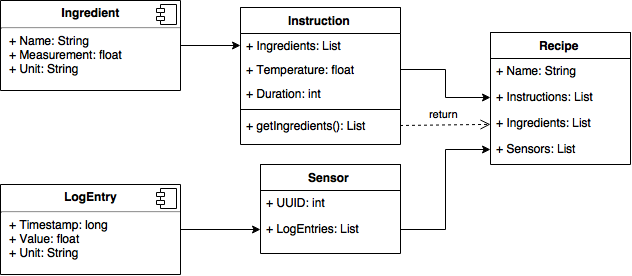 Ingredient
+ Name: String
+ Measurement: float
+ Unit: String
Instruction
+ Ingredients: List
+ Temperature: float
+ Duration: int
+ getIngredients(): List
return
Recipe
+ Name: String
+ Instructions: List
+ Ingredients: List
+ Sensors: List
LogEntry
+ Timestamp: long
+ Value: float
+ Unit: String
Sensor
+ UUID: int
+ LogEntries: List